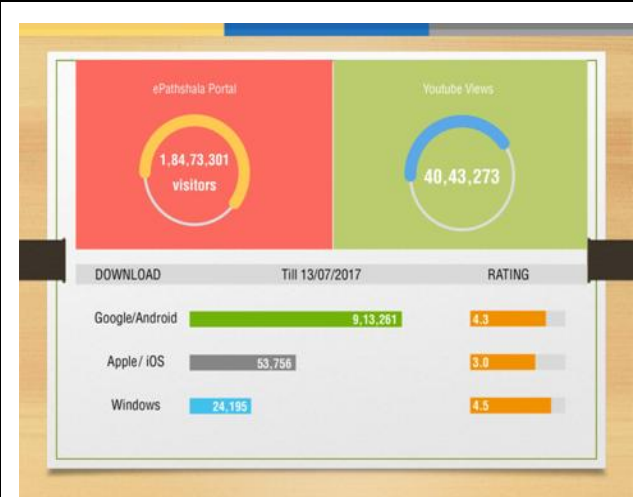 ePathshala Portal
1,84,73,301
visitors
Youtube Views
40,43,273
DOWNLOAD Till 13/07/2017 RATING
Google/Android 9,13,261 4.3
Apple/ iOS 53,756 3.0
Windows 24,195 4.5